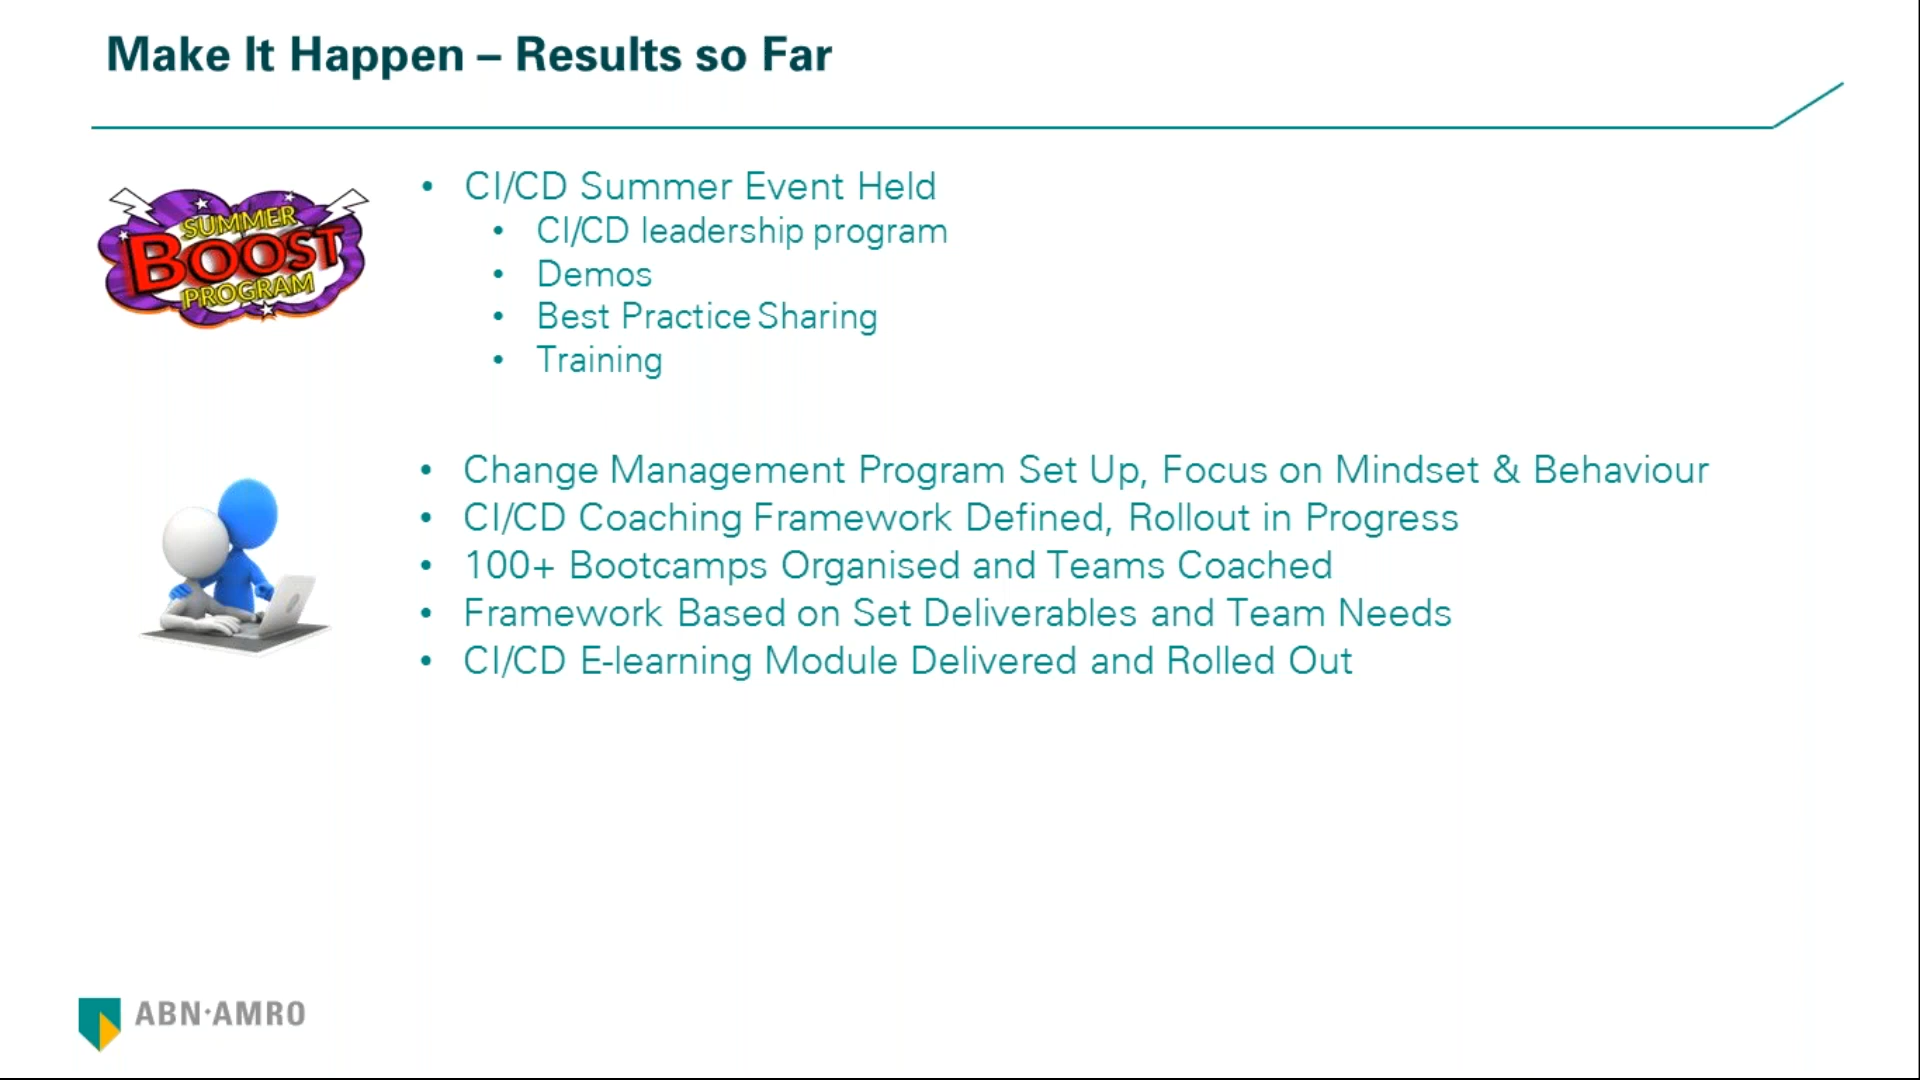 Make It Happen – Results so Far
SUMMER
BOOST
PROGRAM
• CI/CD Summer Event Held
• CI/CD leadership program
• Demos
• Best Practice Sharing
• Training
• Change Management Program Set Up, Focus on Mindset & Behaviour
• CI/CD Coaching Framework Defined, Rollout in Progress
• 100+ Bootcamps Organised and Teams Coached
• Framework Based on Set Deliverables and Team Needs
• CI/CD E-learning Module Delivered and Rolled Out
ABN·AMRO